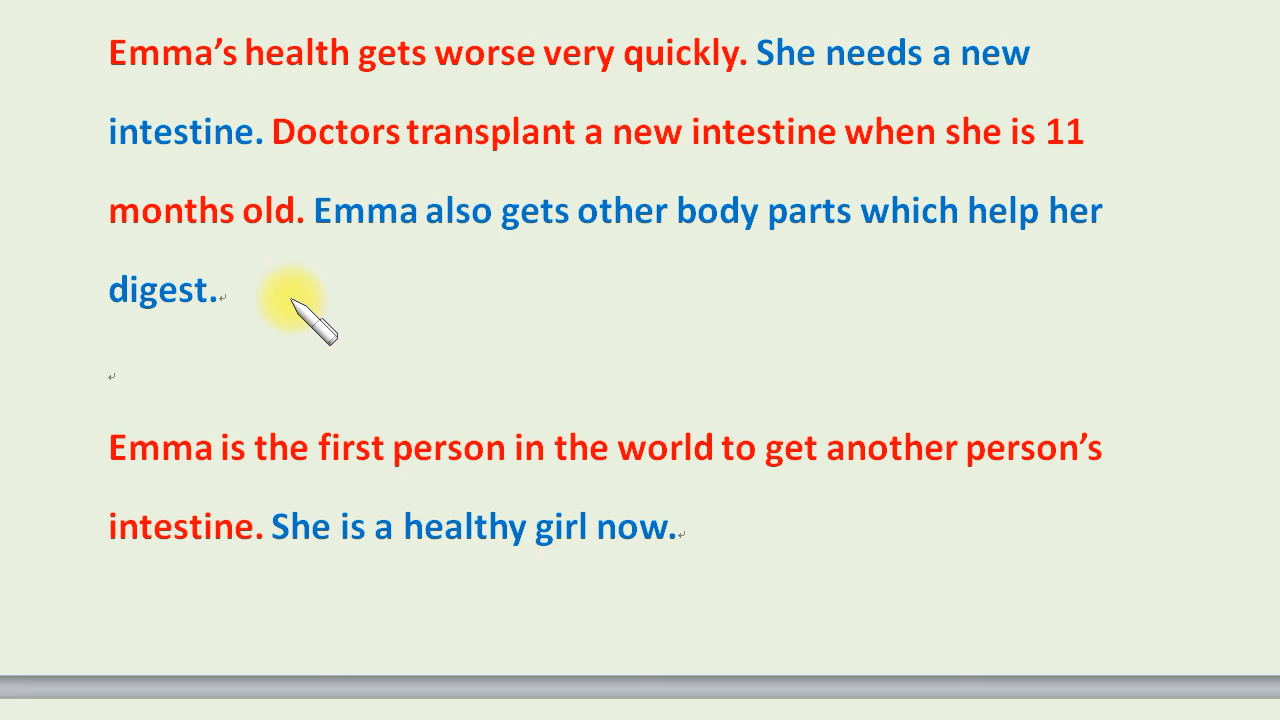 Emma’s health gets worse very quickly. She needs a new
intestine. Doctors transplant a new intestine when she is 11
months old. Emma also gets other body parts which help her
digest.
Emma is the first person in the world to get another person’s
intestine. She is a healthy girl now.